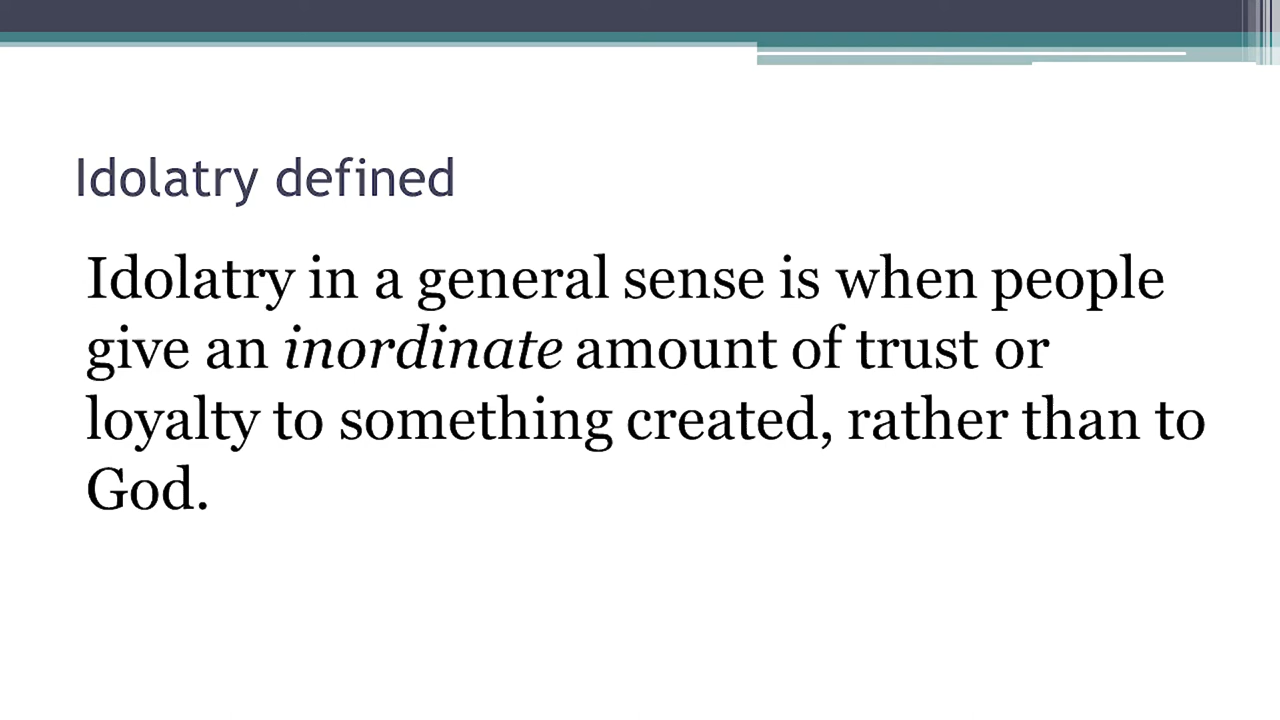 Idolatry defined
Idolatry in a general sense is when people
give an inordinate amount of trust or
loyalty to something created, rather than to
God.